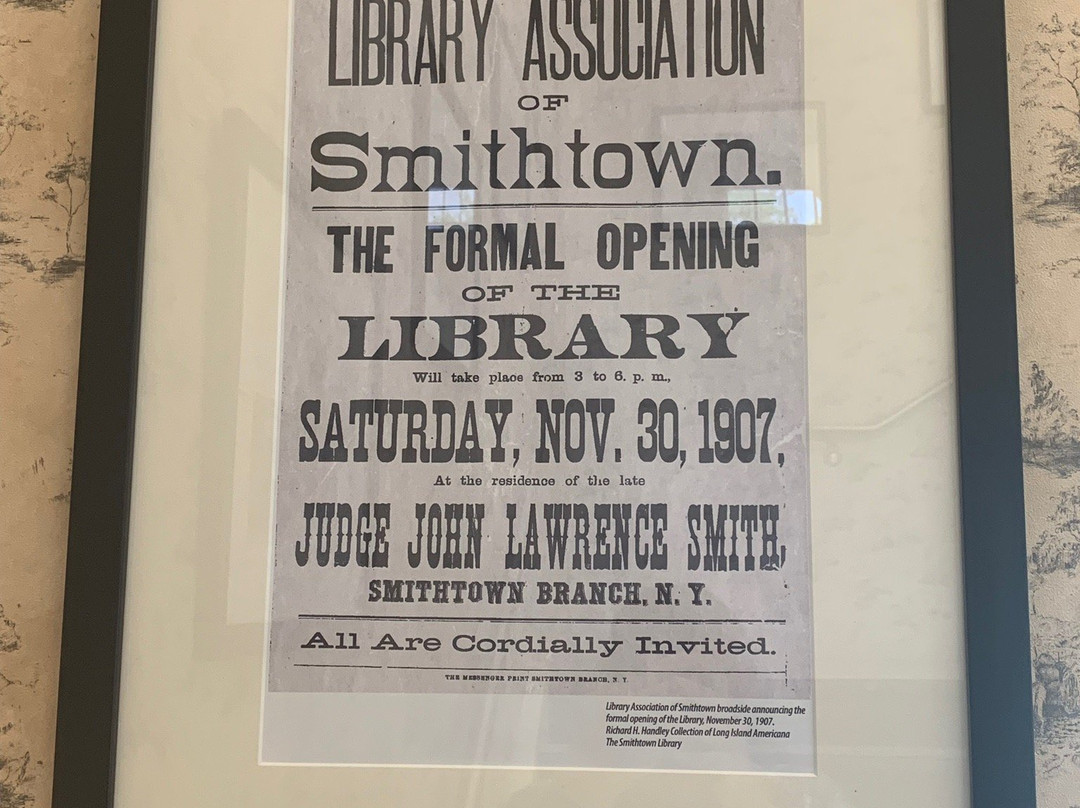 LIBRARY ASSOCIATION
OF
Smithtown.
THE FORMAL OPENING
OF THE
LIBRARY
Will take place from 3 to 6. p. m.,
SATURDAY, NOV. 30, 1907,
At the residence of the late
JUDGE JOHN LAWRENCE SMITH,
SMITHTOWN BRANCH, N. Y.
All Are Cordially Invited.
THE MESSENGER PRINT SMITHTOWN BRANCH, N. Y.
Library Association of Smithtown broadside announcing the
formal opening of the Library, November 30, 1907.
Richard H. Handley Collection of Long Island Americana
The Smithtown Library